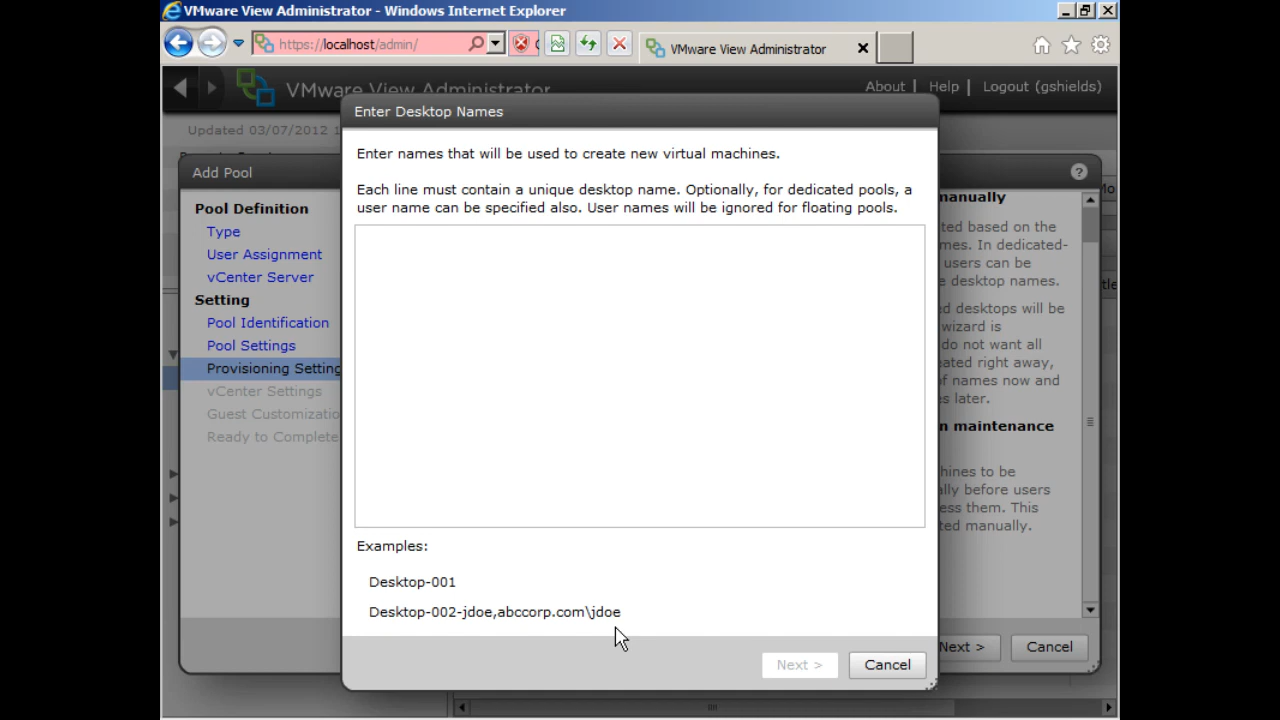 VMware View Administrator - Windows Internet Explorer
https://localhost/admin/
VMware View Administrator
VMware View Administrator
About | Help | Logout (gshields)
Updated 03/07/2012
Enter Desktop Names
Enter names that will be used to create new virtual machines.
Each line must contain a unique desktop name. Optionally, for dedicated pools, a
user name can be specified also. User names will be ignored for floating pools.
Examples:
Desktop-001
Desktop-002-jdoe,abccorp.com\jdoe
Next >
Cancel
Add Pool
?
Pool Definition
Type
User Assignment
vCenter Server
Setting
Pool Identification
Pool Settings
Provisioning Setting
vCenter Settings
Guest Customizatio
Ready to Complete
manually
ted based on the
mes. In dedicated-
users can be
e desktop names.
d desktops will be
wizard is
do not want all
eated right away,
of names now and
es later.
n maintenance
hines to be
ally before users
ess them. This
ted manually.
Next >
Cancel